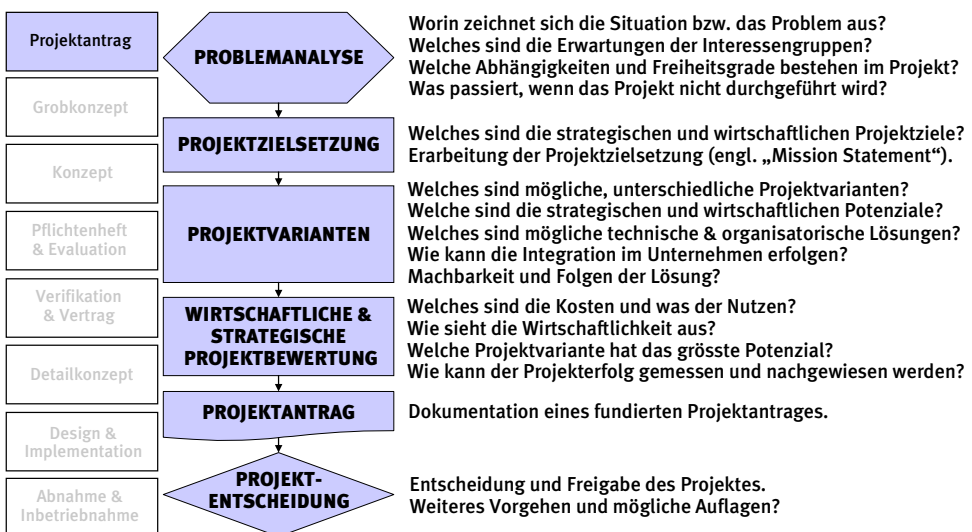 Projektantrag
Grobkonzept
Konzept
Pflichtenheft
& Evaluation
Verifikation
& Vertrag
Detailkonzept
Design &
Implementation
Abnahme &
Inbetriebnahme
PROBLEMANALYSE
Worin zeichnet sich die Situation bzw. das Problem aus?
Welches sind die Erwartungen der Interessengruppen?
Welche Abhängigkeiten und Freiheitsgrade bestehen im Projekt?
Was passiert, wenn das Projekt nicht durchgeführt wird?
PROJEKTZIELSETZUNG
Welches sind die strategischen und wirtschaftlichen Projektziele?
Erarbeitung der Projektzielsetzung (engl. „Mission Statement“).
PROJEKTVARIANTEN
Welches sind mögliche, unterschiedliche Projektvarianten?
Welche sind die strategischen und wirtschaftlichen Potenziale?
Welches sind mögliche technische & organisatorische Lösungen?
Wie kann die Integration im Unternehmen erfolgen?
Machbarkeit und Folgen der Lösung?
WIRTSCHAFTLICHE &
STRATEGISCHE
PROJEKTBEWERTUNG
Welches sind die Kosten und was der Nutzen?
Wie sieht die Wirtschaftlichkeit aus?
Welche Projektvariante hat das grösste Potenzial?
Wie kann der Projekterfolg gemessen und nachgewiesen werden?
PROJEKTANTRAG
Dokumentation eines fundierten Projektantrages.
PROJEKT-
ENTSCHEIDUNG
Entscheidung und Freigabe des Projektes.
Weiteres Vorgehen und mögliche Auflagen?